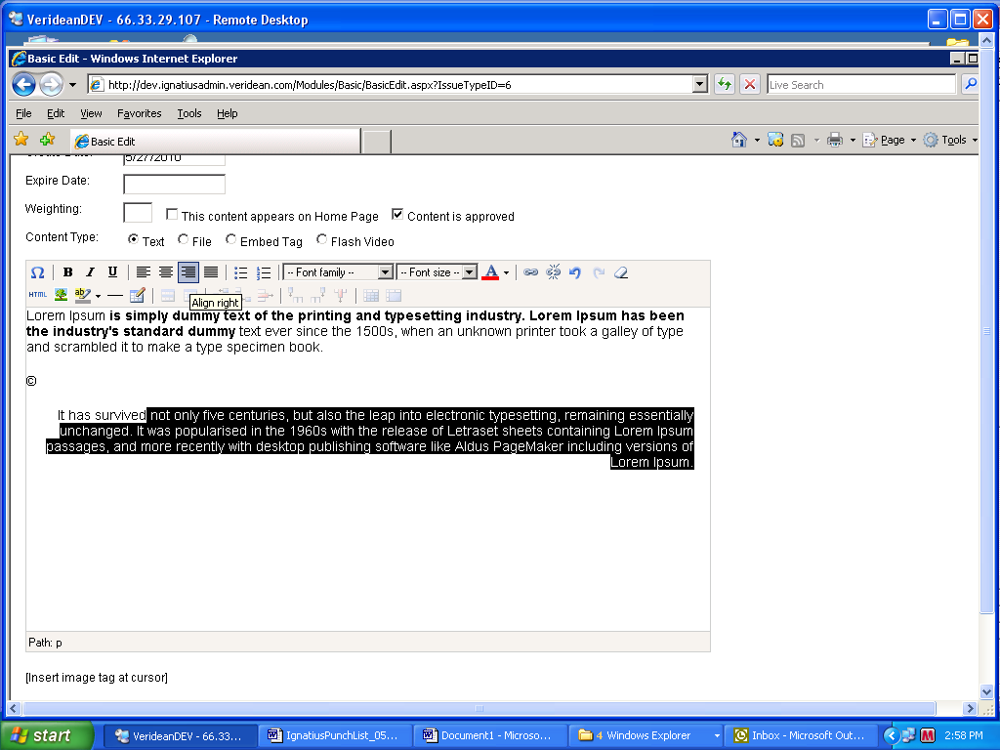 VerideanDEV - 66.33.29.107 - Remote Desktop
Basic Edit - Windows Internet Explorer
http://dev.ignatiusadmin.veridean.com/Modules/Basic/BasicEdit.aspx?IssueTypeID=6
Live Search
File Edit View Favorites Tools Help
Basic Edit
Page
Tools
5/27/2010
Expire Date:
Weighting:
This content appears on Home Page
Content is approved
Content Type:
Text File Embed Tag Flash Video
Ω B I U -- Font family -- -- Font size -- A
HTML ab
Align right
Lorem Ipsum is simply dummy text of the printing and typesetting industry. Lorem Ipsum has been
the industry's standard dummy text ever since the 1500s, when an unknown printer took a galley of type
and scrambled it to make a type specimen book.
©
It has survived not only five centuries, but also the leap into electronic typesetting, remaining essentially
unchanged. It was popularised in the 1960s with the release of Letraset sheets containing Lorem Ipsum
passages, and more recently with desktop publishing software like Aldus PageMaker including versions of
Lorem Ipsum.
Path: p
[Insert image tag at cursor]
start
VerideanDEV - 66.33...
IgnatiusPunchList_05...
Document1 - Microso...
4 Windows Explorer
Inbox - Microsoft Out...
2:58 PM